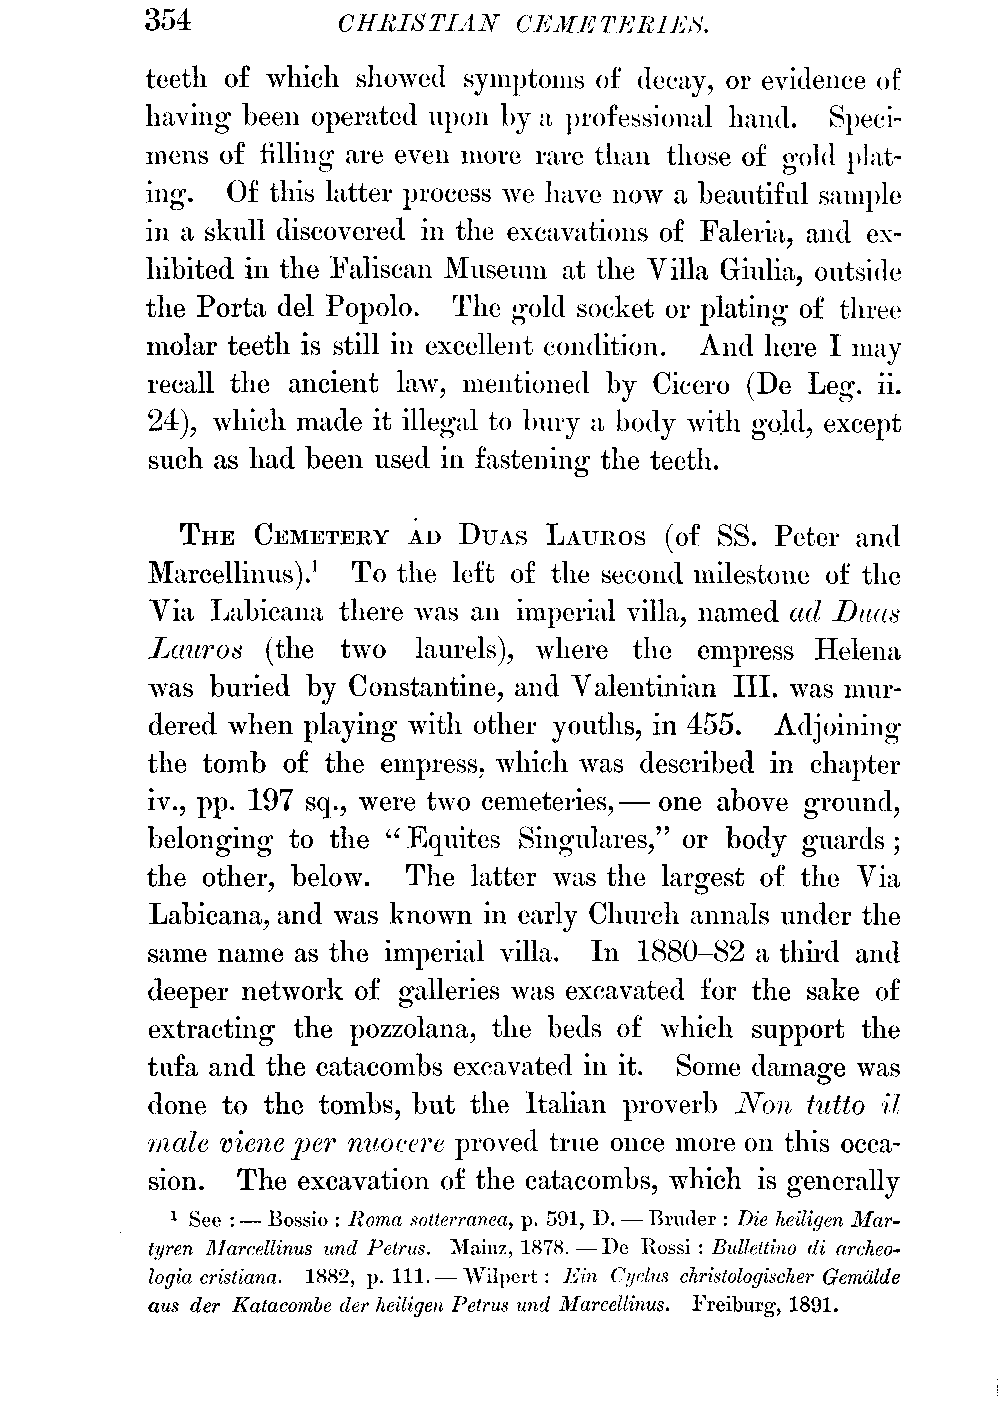 354 CHRISTIAN CEMETERIES.
teeth of which showed symptoms of decay, or evidence of
having been operated upon by a professional hand. Speci-
mens of filling are even more rare than those of gold plat-
ing. Of this latter process we have now a beautiful sample
in a skull discovered in the excavations of Faleria, and ex-
hibited in the Faliscan Museum at the Villa Giulia, outside
the Porta del Popolo. The gold socket or plating of three
molar teeth is still in excellent condition. And here I may
recall the ancient law, mentioned by Cicero (De Leg. ii.
24), which made it illegal to bury a body with gold, except
such as had been used in fastening the teeth.
THE CEMETERY AD DUAS LAUROS (of SS. Peter and
Marcellinus).¹ To the left of the second milestone of the
Via Labicana there was an imperial villa, named ad Duas
Lauros (the two laurels), where the empress Helena
was buried by Constantine, and Valentinian III. was mur-
dered when playing with other youths, in 455. Adjoining
the tomb of the empress, which was described in chapter
iv., pp. 197 sq., were two cemeteries, — one above ground,
belonging to the “Equites Singulares,” or body guards;
the other, below. The latter was the largest of the Via
Labicana, and was known in early Church annals under the
same name as the imperial villa. In 1880–82 a third and
deeper network of galleries was excavated for the sake of
extracting the pozzolana, the beds of which support the
tufa and the catacombs excavated in it. Some damage was
done to the tombs, but the Italian proverb Non tutto il
male viene per nuocere proved true once more on this occa-
sion. The excavation of the catacombs, which is generally
¹ See : — Bossio : Roma sotterranea, p. 591, D. — Bruder : Die heiligen Mar-
tyren Marcellinus und Petrus. Mainz, 1878. — De Rossi : Bullettino di archeo-
logia cristiana. 1882, p. 111. — Wilpert : Ein Cyclus christologischer Gemälde
aus der Katacombe der heiligen Petrus und Marcellinus. Freiburg, 1891.